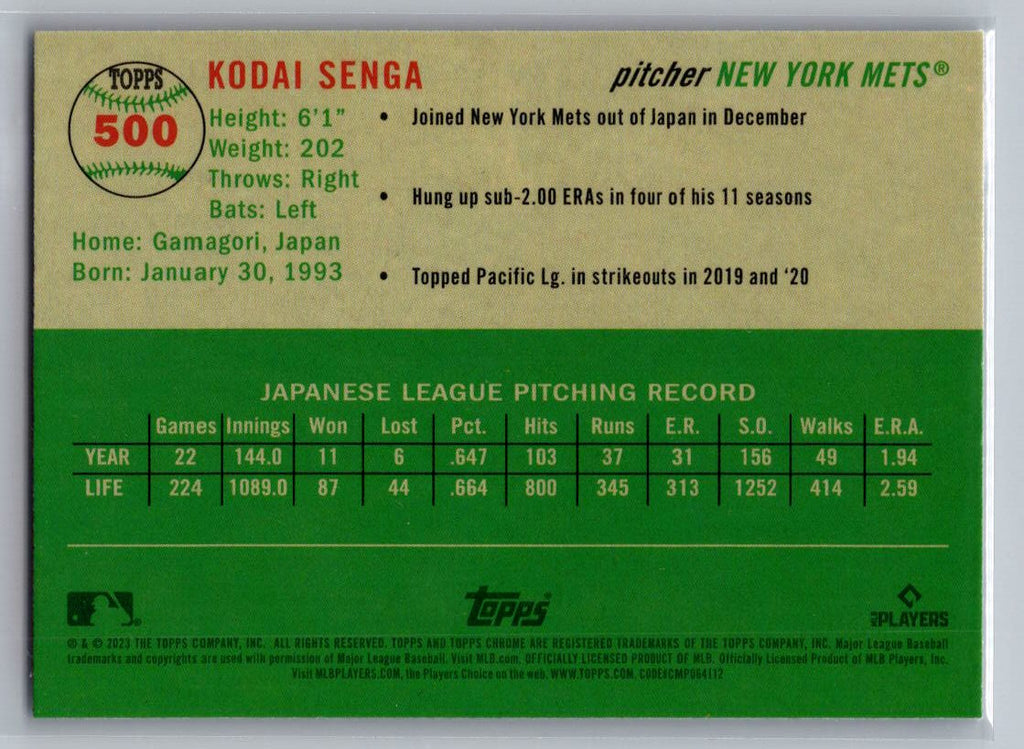 TOPPS
500
KODAI SENGA
pitcher NEW YORK METS®
Height: 6'1"
Weight: 202
Throws: Right
Bats: Left
Home: Gamagori, Japan
Born: January 30, 1993
• Joined New York Mets out of Japan in December
• Hung up sub-2.00 ERAs in four of his 11 seasons
• Topped Pacific Lg. in strikeouts in 2019 and ‘20
JAPANESE LEAGUE PITCHING RECORD
Games Innings Won Lost Pct. Hits Runs E.R. S.O. Walks E.R.A.
YEAR 22 144.0 11 6 .647 103 37 31 156 49 1.94
LIFE 224 1089.0 87 44 .664 800 345 313 1252 414 2.59
Topps
PLAYERS
® & © 2023 THE TOPPS COMPANY, INC. ALL RIGHTS RESERVED. TOPPS AND TOPPS CHROME ARE REGISTERED TRADEMARKS OF THE TOPPS COMPANY, INC. Major League Baseball
trademarks and copyrights are used with permission of Major League Baseball. Visit MLB.com. OFFICIALLY LICENSED PRODUCT OF MLB. Officially Licensed Product of MLB Players, Inc.
Visit MLBPLAYERS.COM, the Players Choice on the web. WWW.TOPPS.COM. CODE#CMP064112